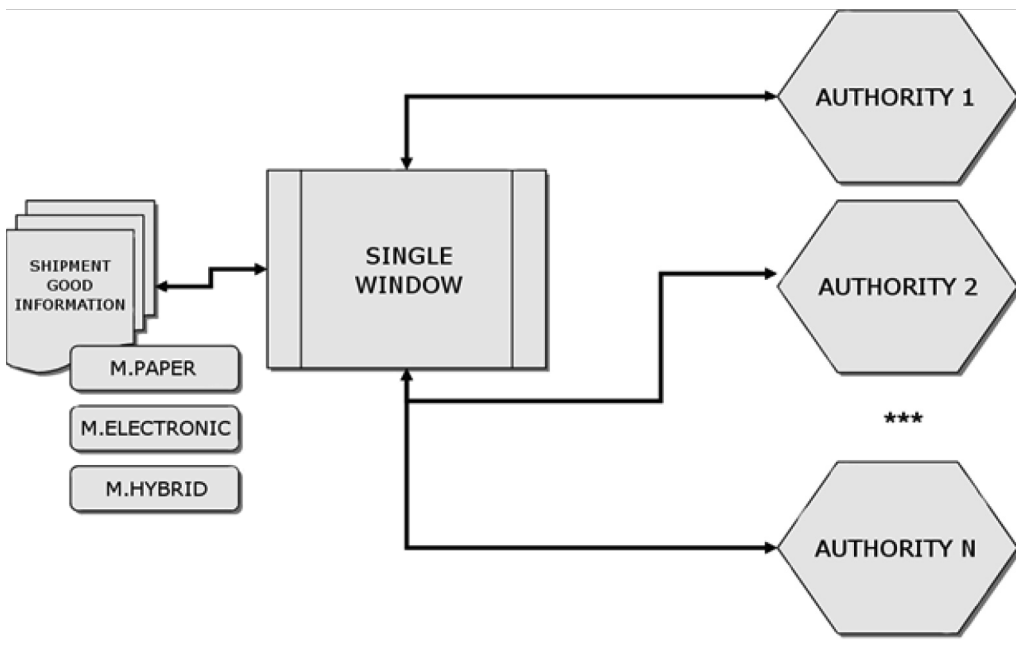 AUTHORITY 1
SHIPMENT
GOOD
INFORMATION
SINGLE
WINDOW
AUTHORITY 2
M.PAPER
M.ELECTRONIC
M.HYBRID
***
AUTHORITY N